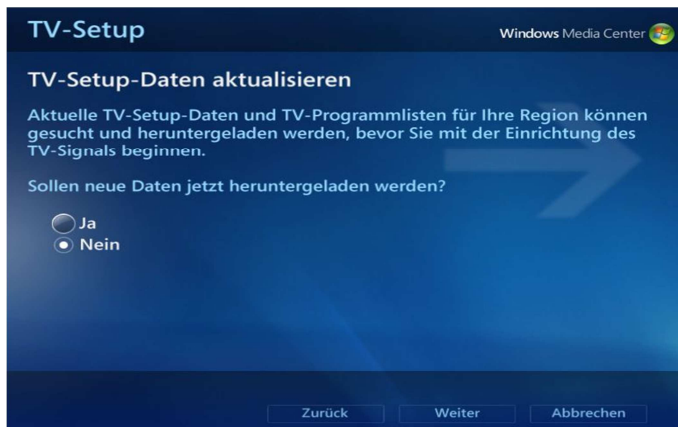 TV-Setup
Windows Media Center
TV-Setup-Daten aktualisieren
Aktuelle TV-Setup-Daten und TV-Programmlisten für Ihre Region können
gesucht und heruntergeladen werden, bevor Sie mit der Einrichtung des
TV-Signals beginnen.
Sollen neue Daten jetzt heruntergeladen werden?
Ja
Nein
Zurück
Weiter
Abbrechen